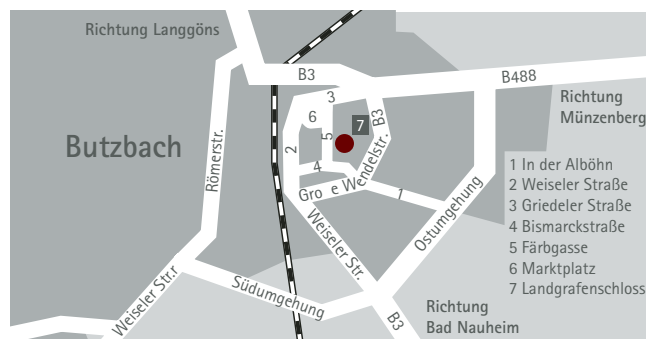 Richtung Langgöns
B3
B488
Richtung
Münzenberg
Butzbach
Römerstr.
3
6
7
B3
5
2
4
Gro e Wendelstr.
1
Ostumgehung
Weiseler Str.
Südumgehung
Weiseler Str.r
B3
Richtung
Bad Nauheim
1 In der Alböhn
2 Weiseler Straße
3 Griedeler Straße
4 Bismarckstraße
5 Färbgasse
6 Marktplatz
7 Landgrafenschloss